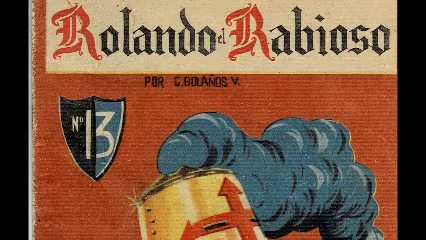 Rolando el Rabioso
POR G. BOLAÑOS V.
Nº 13